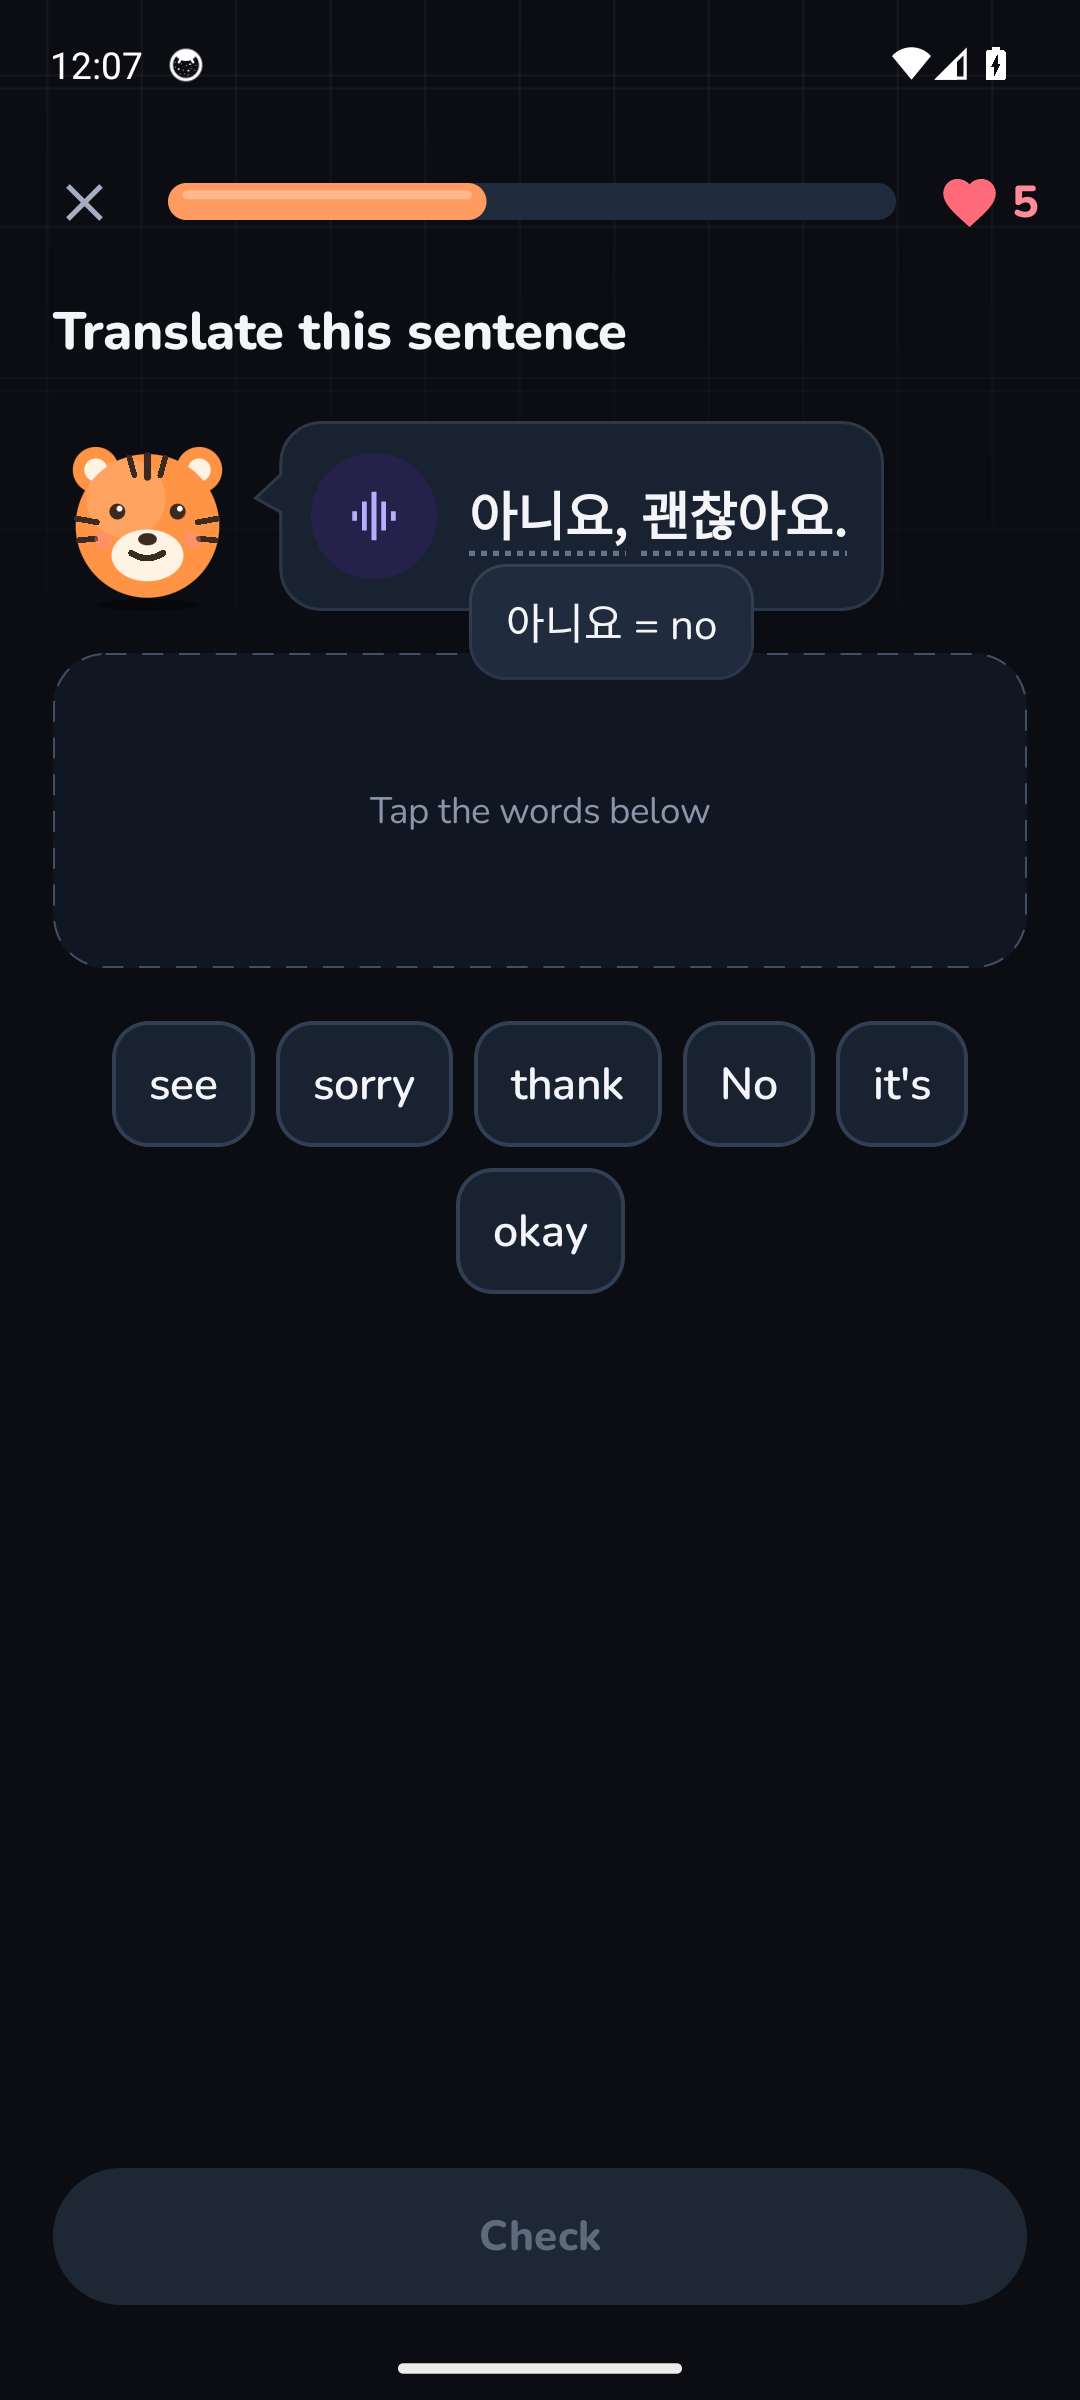 12:07
5
Translate this sentence
아니요, 괜찮아요.
아니요 = no
Tap the words below
see sorry thank No it's
okay
Check